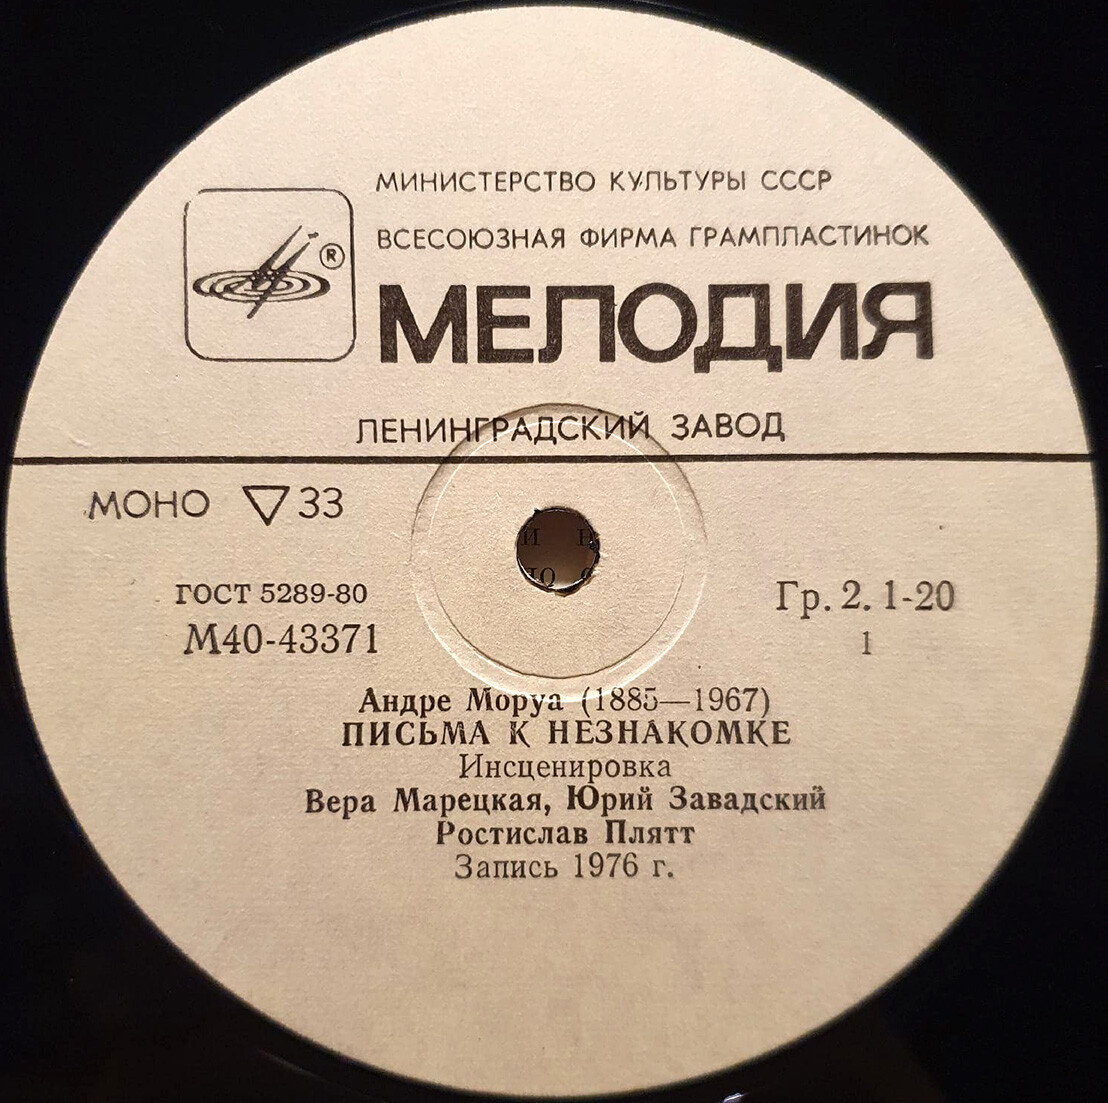 МИНИСТЕРСТВО КУЛЬТУРЫ СССР
ВСЕСОЮЗНАЯ ФИРМА ГРАМПЛАСТИНОК
®
МЕЛОДИЯ
ЛЕНИНГРАДСКИЙ ЗАВОД
МОНО ▽ 33
ГОСТ 5289-80
М40-43371
Гр. 2. 1-20
1
Андре Моруа (1885—1967)
ПИСЬМА К НЕЗНАКОМКЕ
Инсценировка
Вера Марецкая, Юрий Завадский
Ростислав Плятт
Запись 1976 г.